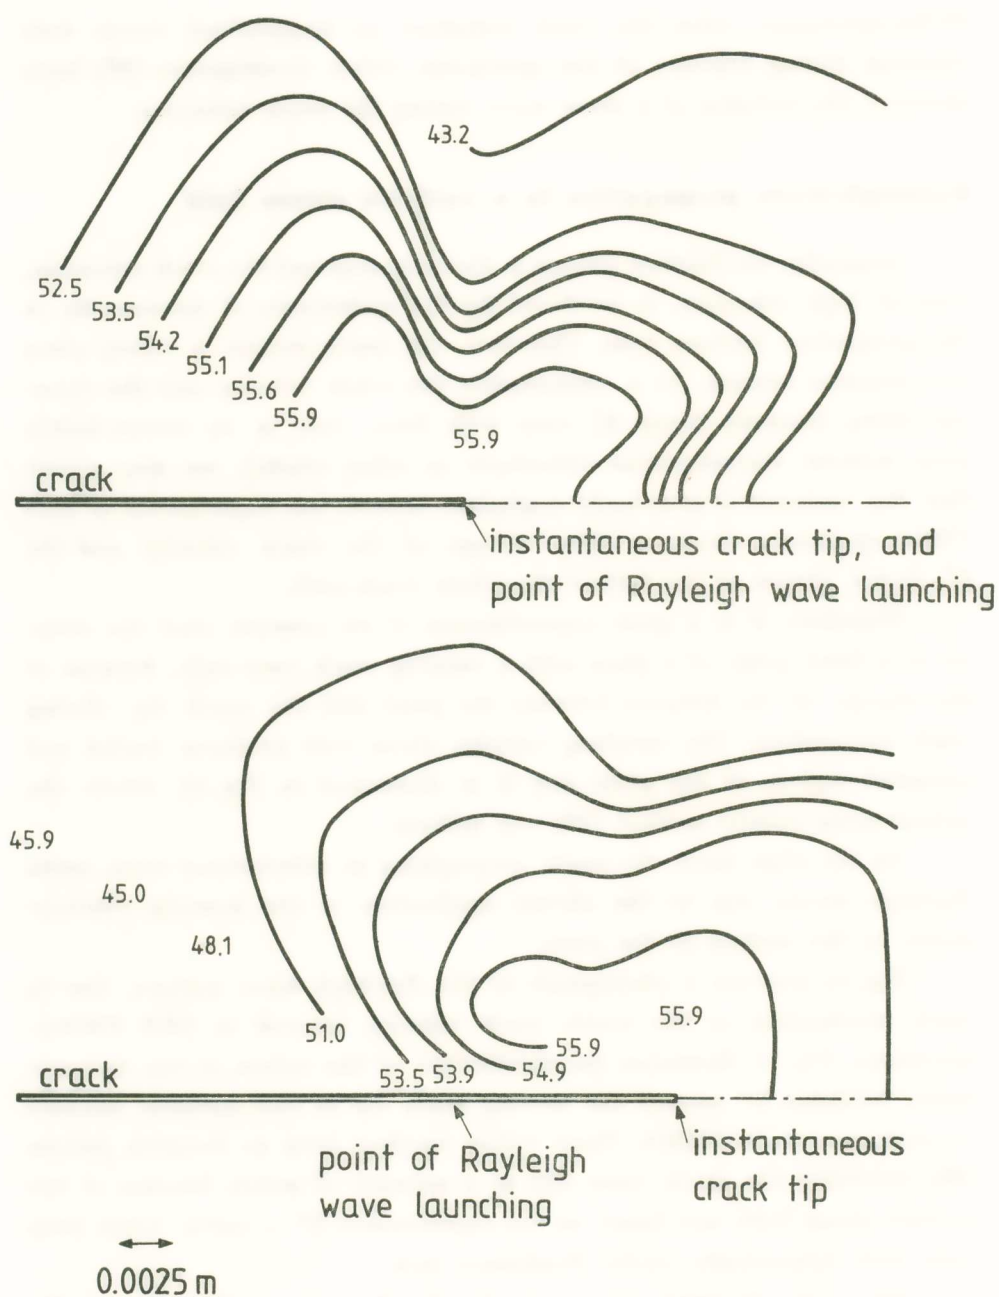 43.2
52.5
53.5
54.2
55.1
55.6
55.9
55.9
crack
instantaneous crack tip, and
point of Rayleigh wave launching
45.9
45.0
48.1
51.0
55.9
55.9
53.5 53.9
54.9
crack
point of Rayleigh
wave launching
instantaneous
crack tip
0.0025 m